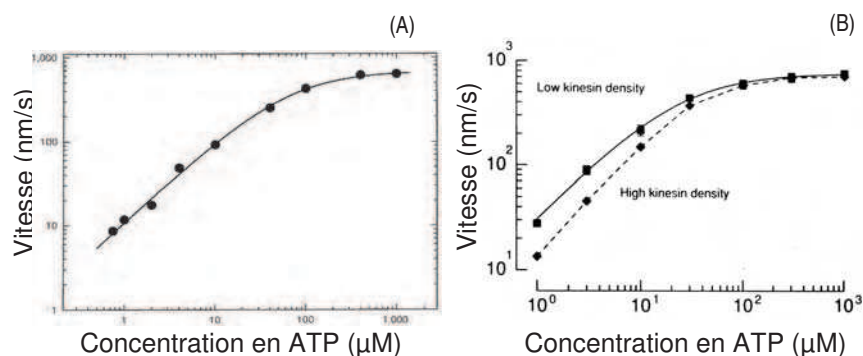 (A)
Vitesse (nm/s)
1,000
100
10
1
1
10
100
1,000
Concentration en ATP (µM)
(B)
Vitesse (nm/s)
10³
10²
10¹
Low kinesin density
High kinesin density
10⁰
10¹
10²
10³
Concentration en ATP (µM)